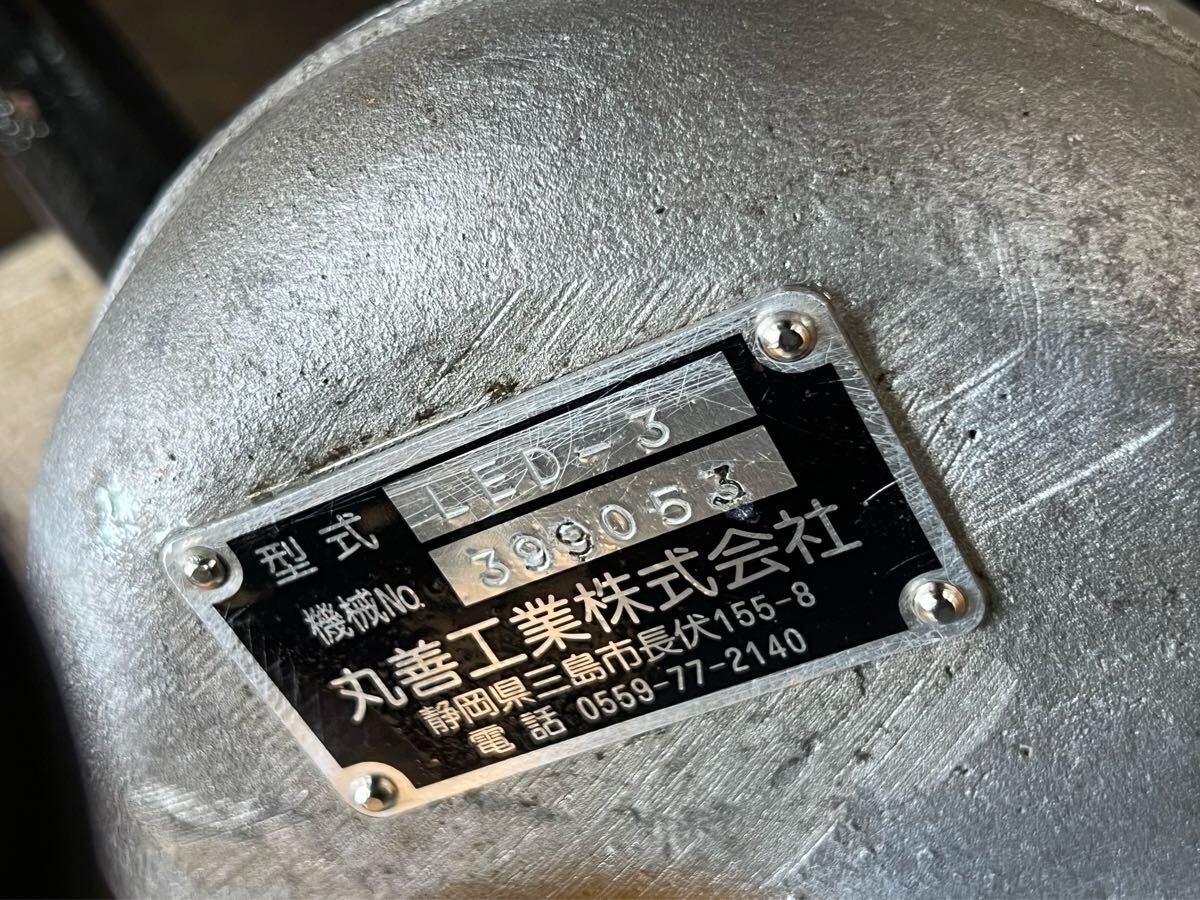 型式 LED-3
機械No. 399053
丸善工業株式会社
静岡県三島市長伏155-8
電話 0559-77-2140